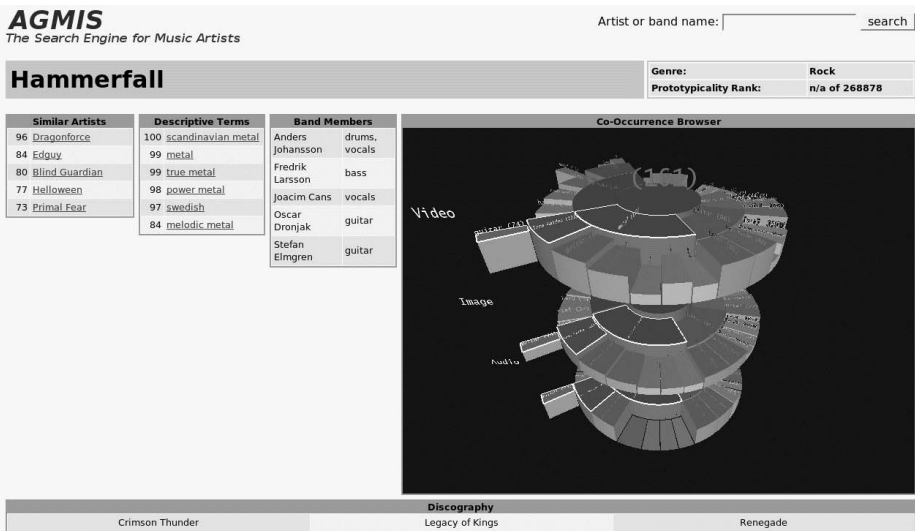 AGMIS
The Search Engine for Music Artists
Artist or band name:
search
Hammerfall
Genre: Rock
Prototypicality Rank: n/a of 268878
Similar Artists
96 Dragonforce
84 Edguy
80 Blind Guardian
77 Helloween
73 Primal Fear
Descriptive Terms
100 scandinavian metal
99 metal
99 true metal
98 power metal
97 swedish
84 melodic metal
Band Members
Anders drums,
Johansson vocals
Fredrik
Larsson bass
Joacim Cans vocals
Oscar
Dronjak guitar
Stefan
Elmgren guitar
Co-Occurrence Browser
(161)
Video
guitar (24)
Image
Audio
Discography
Crimson Thunder Legacy of Kings Renegade